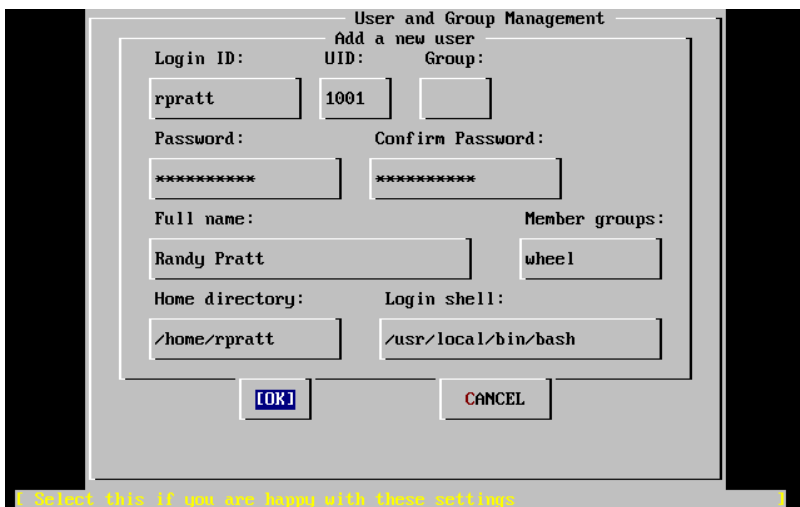 User and Group Management
Add a new user
Login ID: UID: Group:
rpratt 1001
Password: Confirm Password:
********** **********
Full name: Member groups:
Randy Pratt wheel
Home directory: Login shell:
/home/rpratt /usr/local/bin/bash
[OK] CANCEL
[ Select this if you are happy with these settings ]